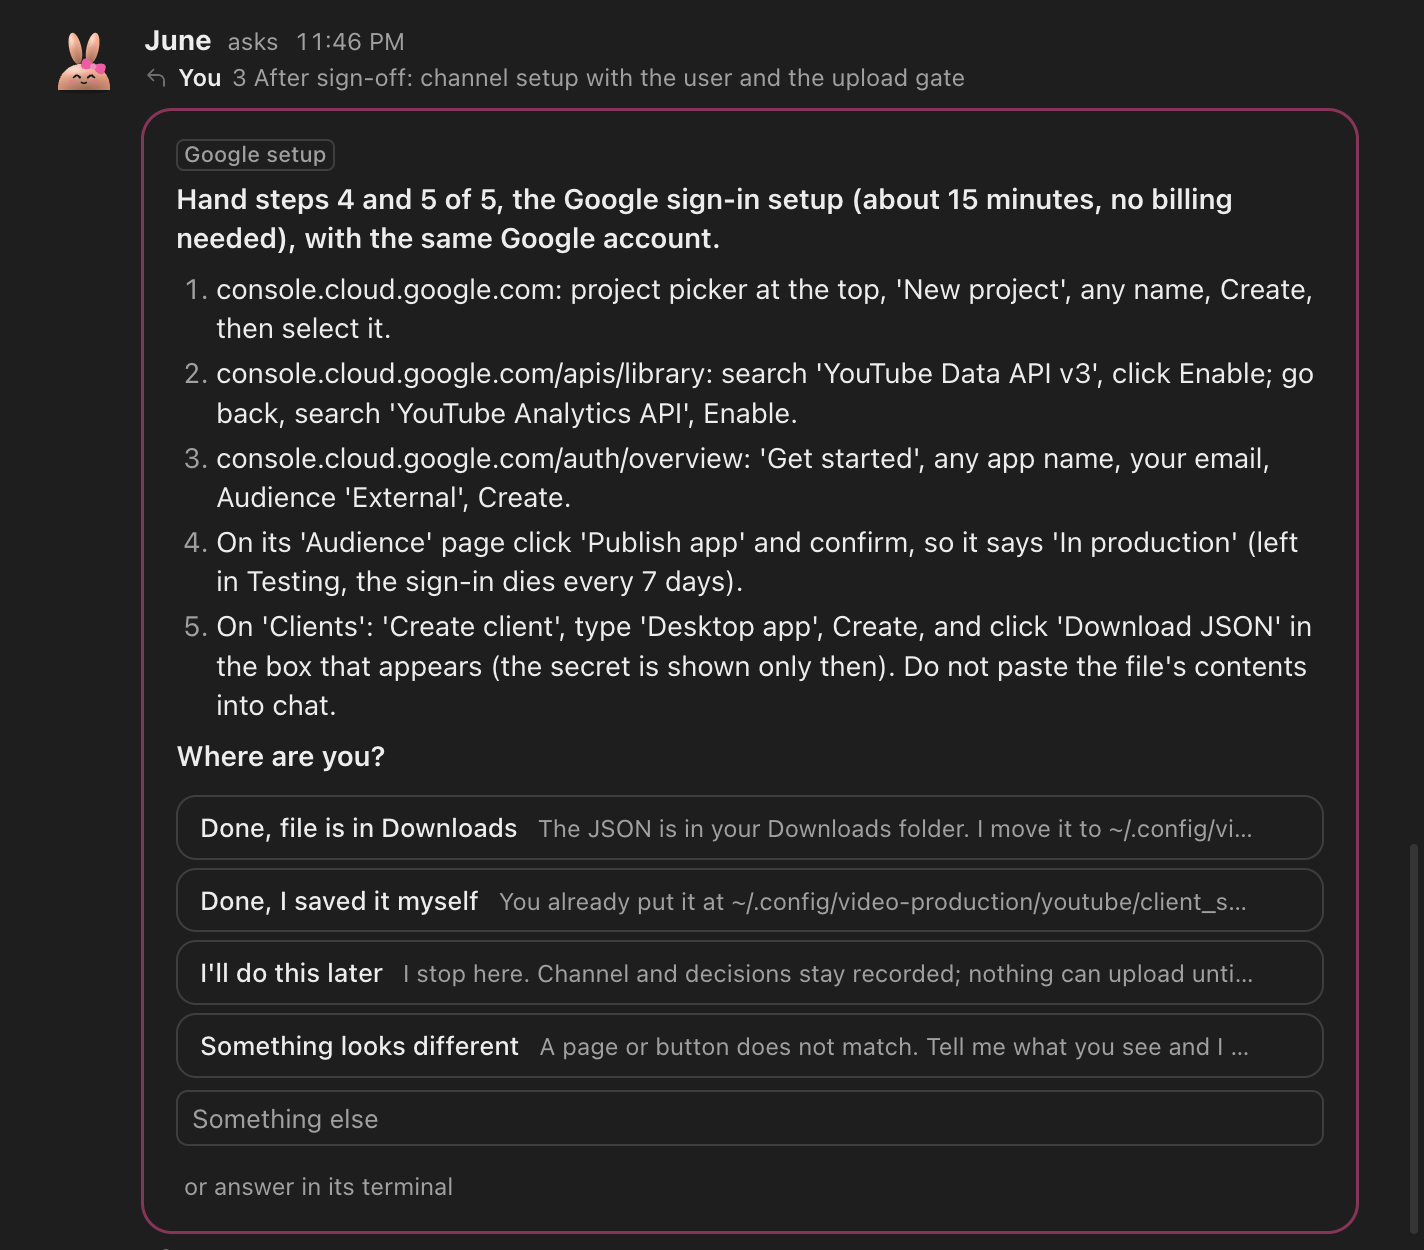 June asks 11:46 PM
You 3 After sign-off: channel setup with the user and the upload gate
Google setup
Hand steps 4 and 5 of 5, the Google sign-in setup (about 15 minutes, no billing
needed), with the same Google account.
1. console.cloud.google.com: project picker at the top, 'New project', any name, Create,
then select it.
2. console.cloud.google.com/apis/library: search 'YouTube Data API v3', click Enable; go
back, search 'YouTube Analytics API', Enable.
3. console.cloud.google.com/auth/overview: 'Get started', any app name, your email,
Audience 'External', Create.
4. On its 'Audience' page click 'Publish app' and confirm, so it says 'In production' (left
in Testing, the sign-in dies every 7 days).
5. On 'Clients': 'Create client', type 'Desktop app', Create, and click 'Download JSON' in
the box that appears (the secret is shown only then). Do not paste the file's contents
into chat.
Where are you?
Done, file is in Downloads The JSON is in your Downloads folder. I move it to ~/.config/vi...
Done, I saved it myself You already put it at ~/.config/video-production/youtube/client_s...
I'll do this later I stop here. Channel and decisions stay recorded; nothing can upload unti...
Something looks different A page or button does not match. Tell me what you see and I ...
Something else
or answer in its terminal